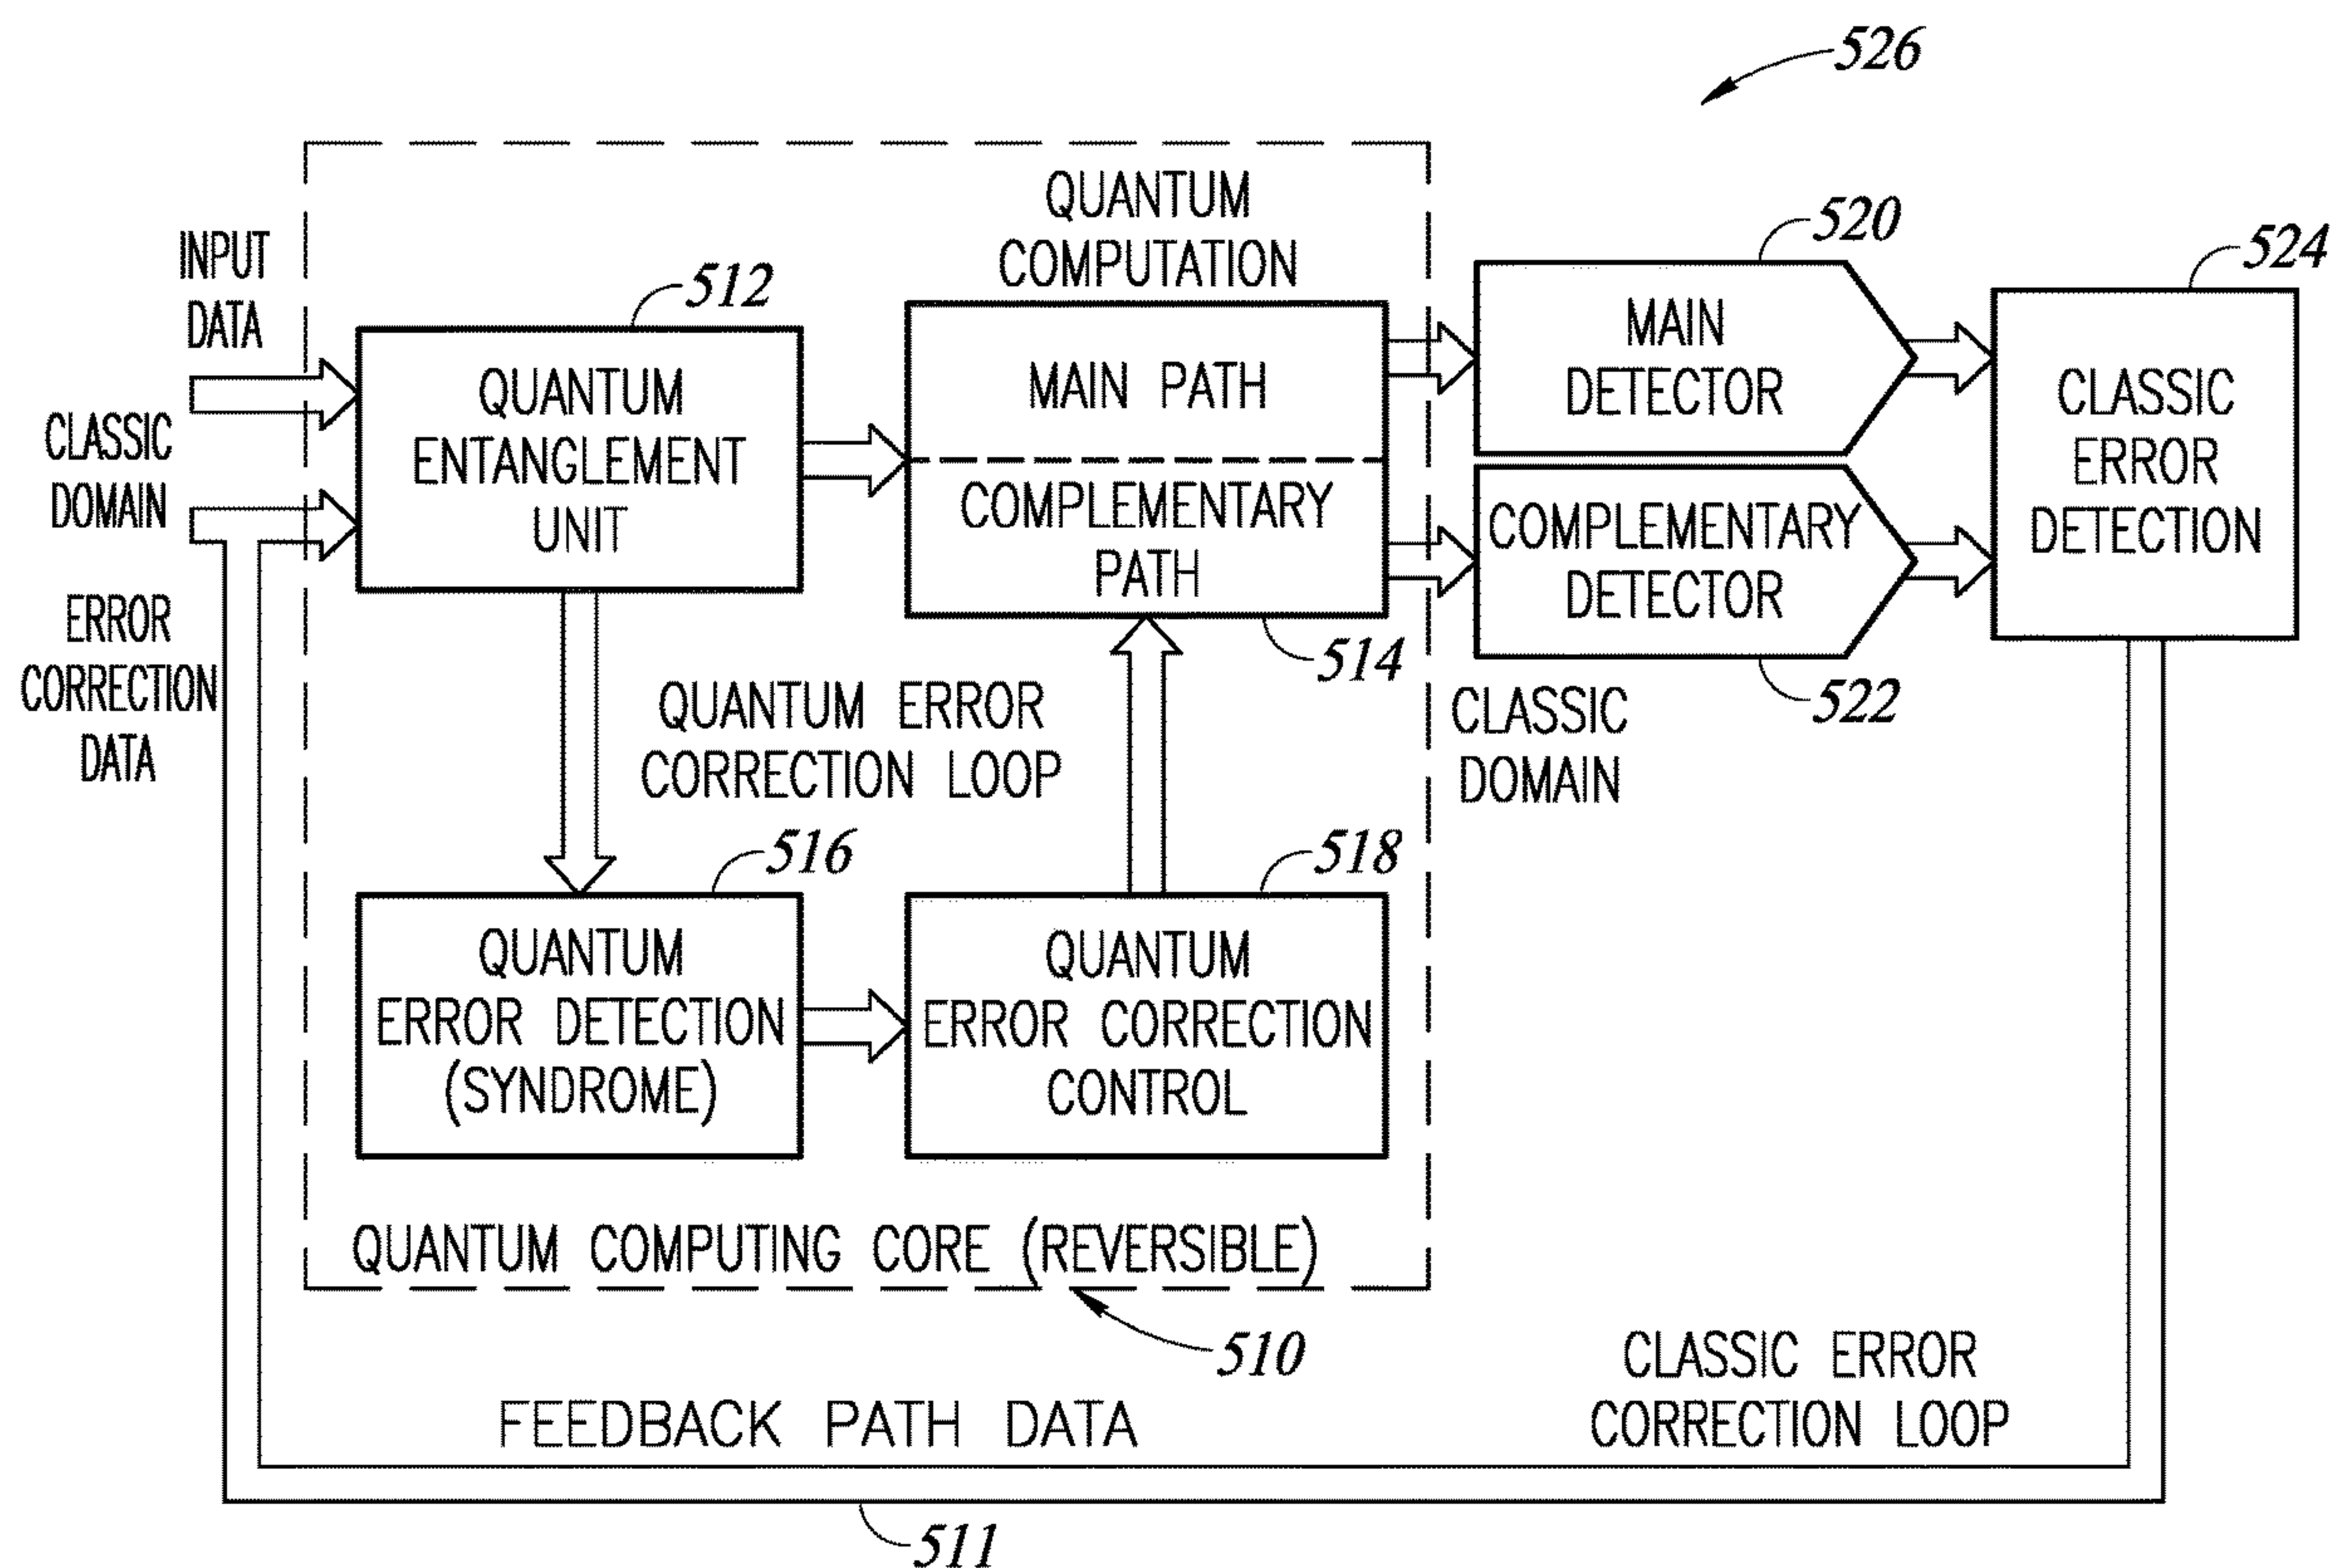 526
QUANTUM
COMPUTATION
INPUT
DATA
512
520
524
QUANTUM
ENTANGLEMENT
UNIT
MAIN PATH
COMPLEMENTARY
PATH
514
MAIN
DETECTOR
COMPLEMENTARY
DETECTOR
522
CLASSIC
ERROR
DETECTION
CLASSIC
DOMAIN
ERROR
CORRECTION
DATA
QUANTUM ERROR
CORRECTION LOOP
CLASSIC
DOMAIN
516
518
QUANTUM
ERROR DETECTION
(SYNDROME)
QUANTUM
ERROR CORRECTION
CONTROL
QUANTUM COMPUTING CORE (REVERSIBLE)
510
CLASSIC ERROR
CORRECTION LOOP
FEEDBACK PATH DATA
511